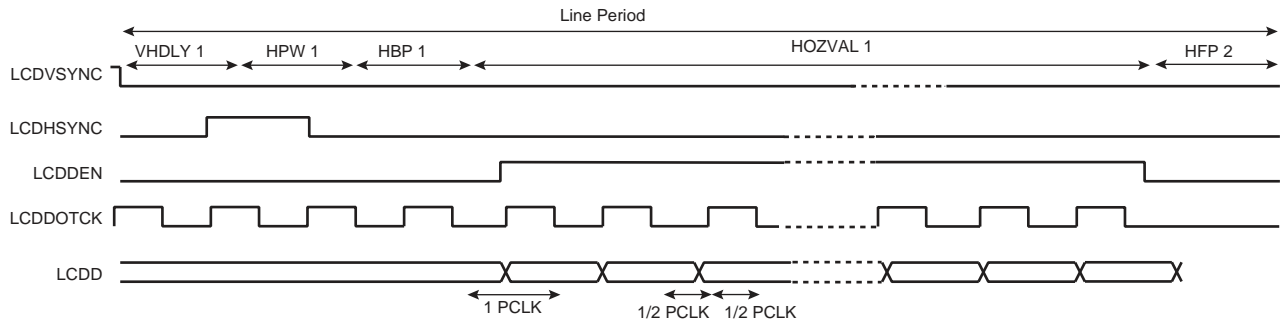 Line Period
VHDLY 1 HPW 1 HBP 1 HOZVAL 1 HFP 2
LCDVSYNC
LCDHSYNC
LCDDEN
LCDDOTCK
LCDD
1 PCLK 1/2 PCLK 1/2 PCLK